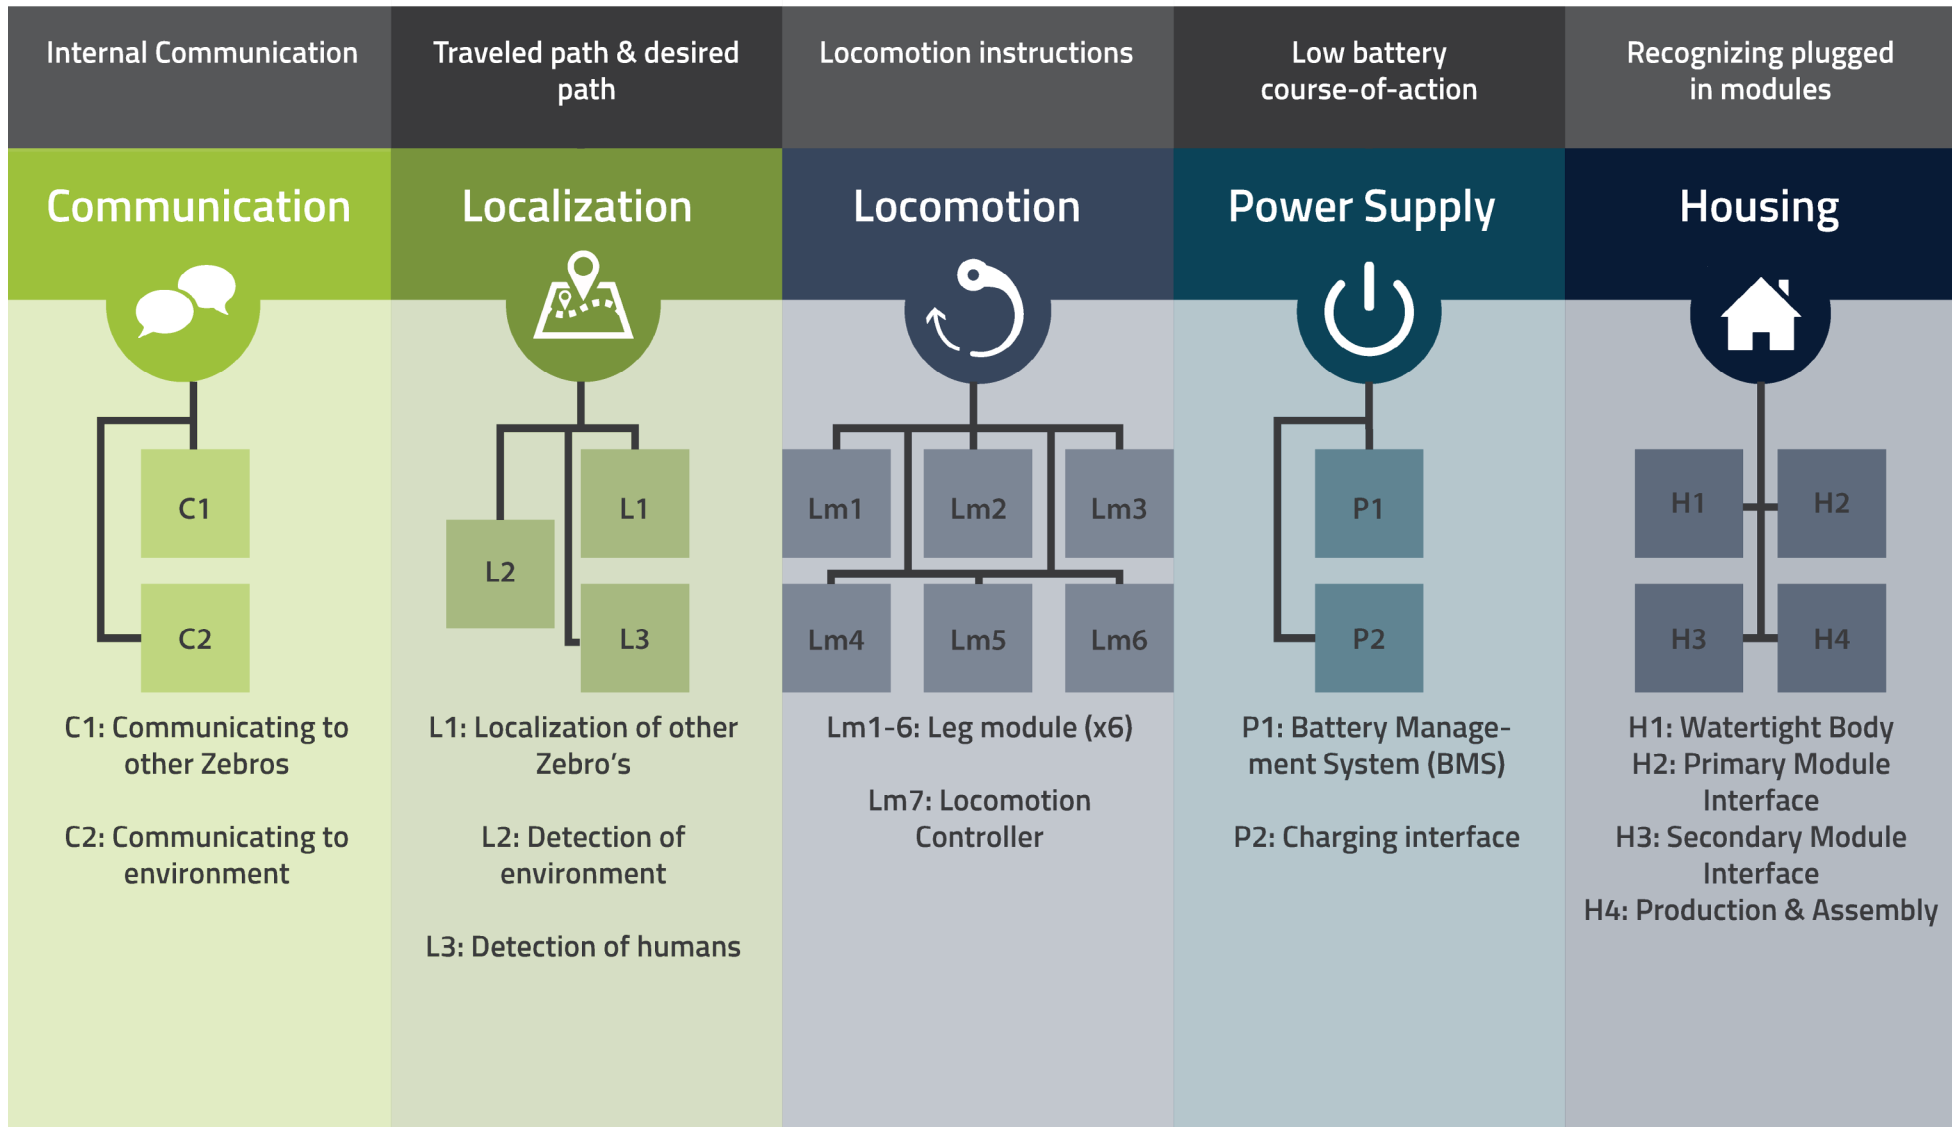 Internal Communication
Traveled path & desired
path
Locomotion instructions
Low battery
course-of-action
Recognizing plugged
in modules
Communication
Localization
Locomotion
Power Supply
Housing
C1
C2
C1: Communicating to
other Zebros
C2: Communicating to
environment
L1
L2
L3
L1: Localization of other
Zebro's
L2: Detection of
environment
L3: Detection of humans
Lm1
Lm2
Lm3
Lm4
Lm5
Lm6
Lm1-6: Leg module (x6)
Lm7: Locomotion
Controller
P1
P2
P1: Battery Manage-
ment System (BMS)
P2: Charging interface
H1
H2
H3
H4
H1: Watertight Body
H2: Primary Module
Interface
H3: Secondary Module
Interface
H4: Production & Assembly